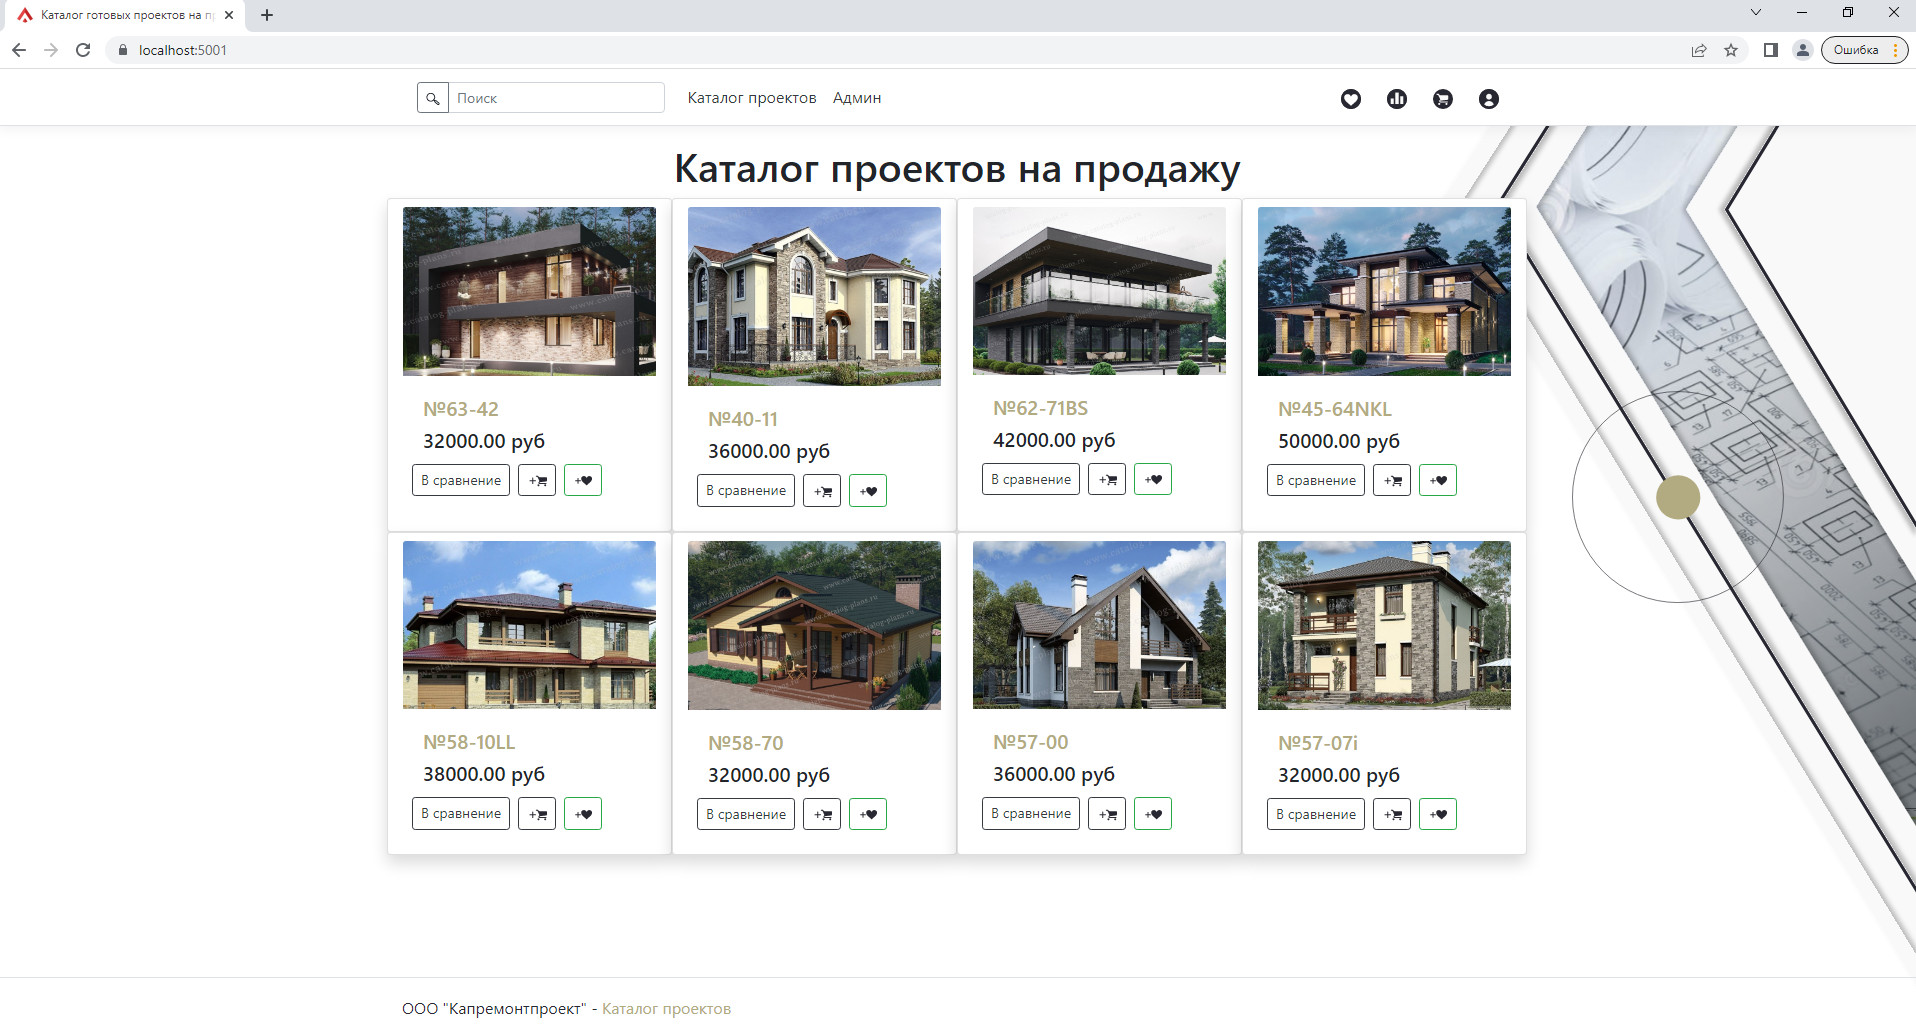 Каталог готовых проектов на п
localhost:5001
Ошибка
Поиск
Каталог проектов
Админ
Каталог проектов на продажу
№63-42
32000.00 руб
В сравнение
+
+
№40-11
36000.00 руб
В сравнение
+
+
№62-71BS
42000.00 руб
В сравнение
+
+
№45-64NKL
50000.00 руб
В сравнение
+
+
№58-10LL
38000.00 руб
В сравнение
+
+
№58-70
32000.00 руб
В сравнение
+
+
№57-00
36000.00 руб
В сравнение
+
+
№57-07i
32000.00 руб
В сравнение
+
+
ООО "Капремонтпроект" - Каталог проектов